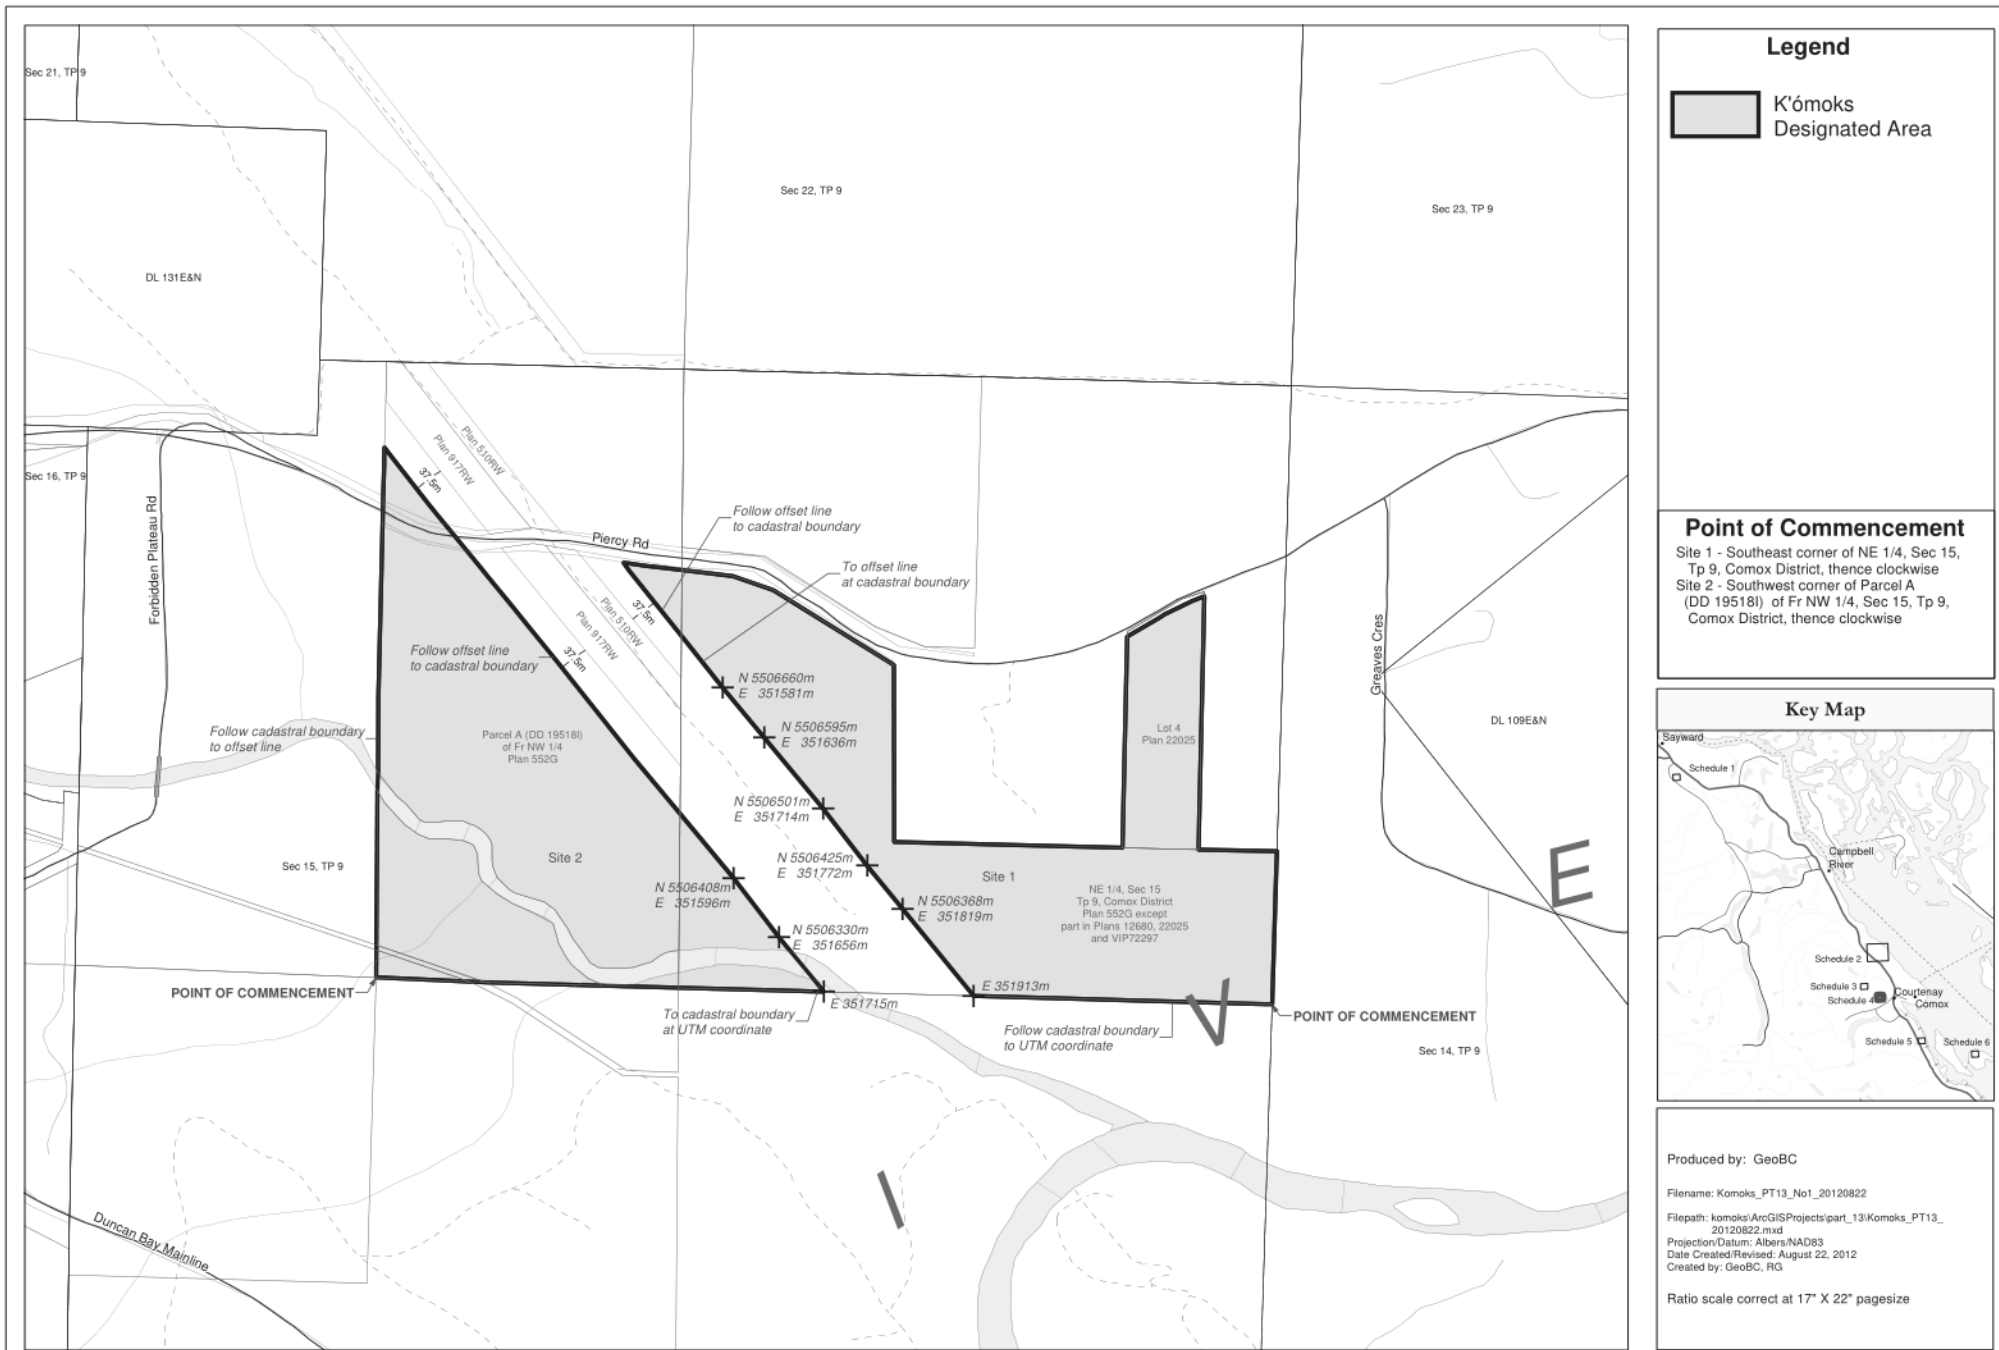 Sec 21, TP 9
Sec 22, TP 9
Sec 23, TP 9
DL 131E&N
Sec 16, TP 9
Forbidden Plateau Rd
Plan 510RW
Plan 917RW
37.5m
Follow offset line
to cadastral boundary
Piercy Rd
To offset line
at cadastral boundary
37.5m
Plan 510RW
Plan 917RW
37.5m
Follow offset line
to cadastral boundary
Greaves Cres
N 5506660m
E 351581m
N 5506595m
E 351636m
Follow cadastral boundary
to offset line
Parcel A (DD 19518I)
of Fr NW 1/4
Plan 552G
Lot 4
Plan 22025
DL 109E&N
N 5506501m
E 351714m
N 5506425m
E 351772m
Sec 15, TP 9
Site 2
Site 1
N 5506408m
E 351596m
N 5506368m
E 351819m
NE 1/4, Sec 15
Tp 9, Comox District
Plan 552G except
part in Plans 12680, 22025
and VIP72297
E
N 5506330m
E 351656m
POINT OF COMMENCEMENT
E 351715m
E 351913m
To cadastral boundary
at UTM coordinate
Follow cadastral boundary
to UTM coordinate
V
POINT OF COMMENCEMENT
Sec 14, TP 9
I
Duncan Bay Mainline
Legend
K'ómoks
Designated Area
Point of Commencement
Site 1 - Southeast corner of NE 1/4, Sec 15,
Tp 9, Comox District, thence clockwise
Site 2 - Southwest corner of Parcel A
(DD 19518I) of Fr NW 1/4, Sec 15, Tp 9,
Comox District, thence clockwise
Key Map
Sayward
Schedule 1
Campbell
River
Schedule 2
Schedule 3
Schedule 4
Courtenay
Comox
Schedule 5
Schedule 6
Produced by: GeoBC
Filename: Komoks_PT13_No1_20120822
Filepath: komoks\ArcGISProjects\part_13\Komoks_PT13_
20120822.mxd
Projection/Datum: Albers/NAD83
Date Created/Revised: August 22, 2012
Created by: GeoBC, RG
Ratio scale correct at 17" X 22" pagesize